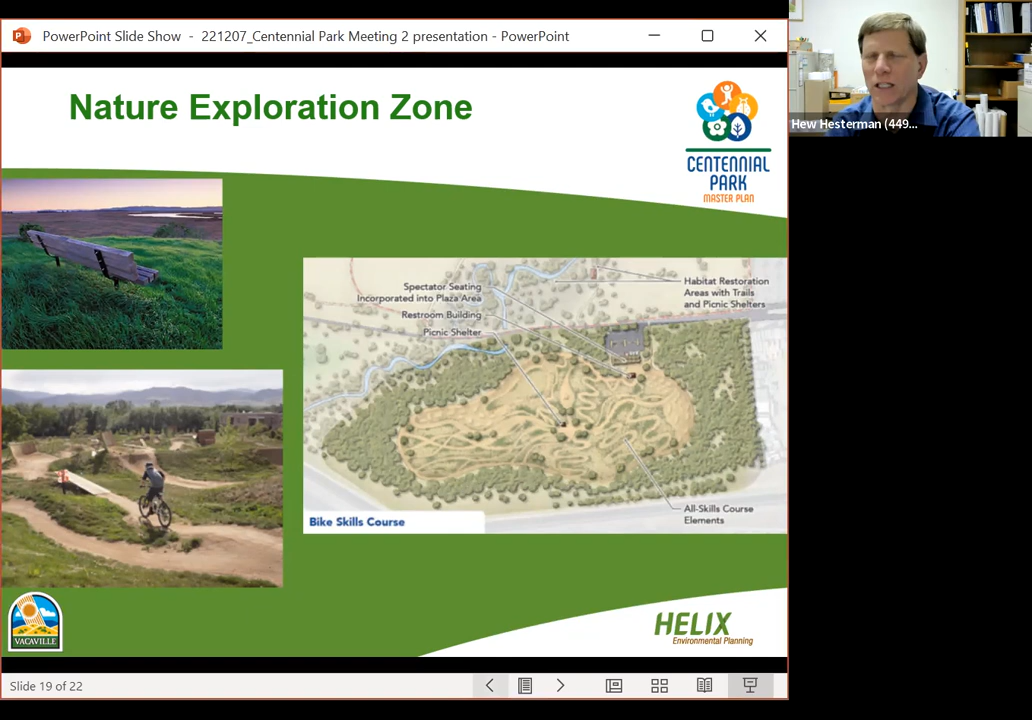 PowerPoint Slide Show - 221207_Centennial Park Meeting 2 presentation - PowerPoint
Hew Hesterman (449...
Nature Exploration Zone
CENTENNIAL
PARK
MASTER PLAN
Spectator Seating
Incorporated into Plaza Area
Restroom Building
Picnic Shelter
Habitat Restoration
Areas with Trails
and Picnic Shelters
All-Skills Course
Elements
Bike Skills Course
VACAVILLE
HELIX
Environmental Planning
Slide 19 of 22